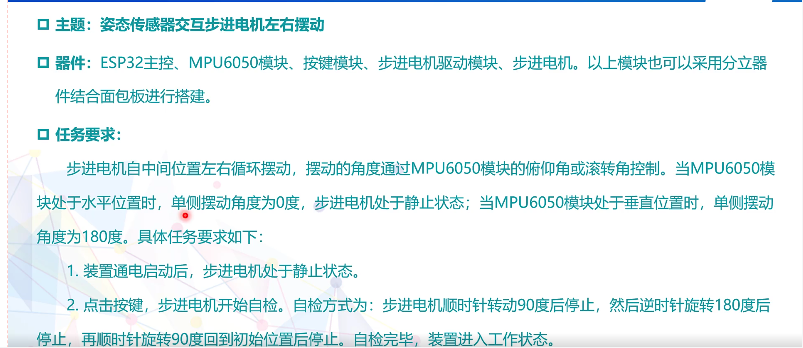 主题：姿态传感器交互步进电机左右摆动
器件：ESP32主控、MPU6050模块、按键模块、步进电机驱动模块、步进电机。以上模块也可以采用分立器
件结合面包板进行搭建。
任务要求：
步进电机自中间位置左右循环摆动，摆动的角度通过MPU6050模块的俯仰角或滚转角控制。当MPU6050模
块处于水平位置时，单侧摆动角度为0度，步进电机处于静止状态；当MPU6050模块处于垂直位置时，单侧摆动
角度为180度。具体任务要求如下：
1. 装置通电启动后，步进电机处于静止状态。
2. 点击按键，步进电机开始自检。自检方式为：步进电机顺时针转动90度后停止，然后逆时针旋转180度后
停止，再顺时针旋转90度回到初始位置后停止。自检完毕，装置进入工作状态。